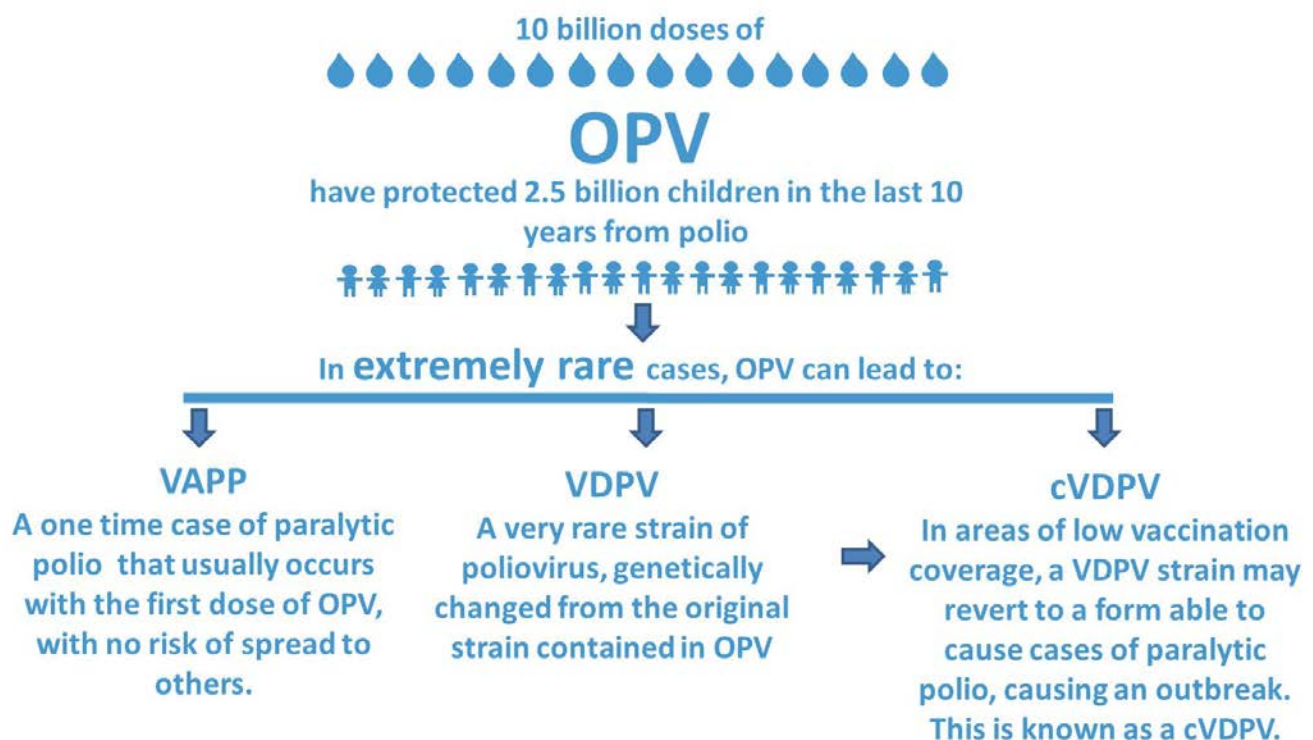 10 billion doses of
OPV
have protected 2.5 billion children in the last 10
years from polio
In extremely rare cases, OPV can lead to:
VAPP
A one time case of paralytic
polio that usually occurs
with the first dose of OPV,
with no risk of spread to
others.
VDPV
A very rare strain of
poliovirus, genetically
changed from the original
strain contained in OPV
cVDPV
In areas of low vaccination
coverage, a VDPV strain may
revert to a form able to
cause cases of paralytic
polio, causing an outbreak.
This is known as a cVDPV.